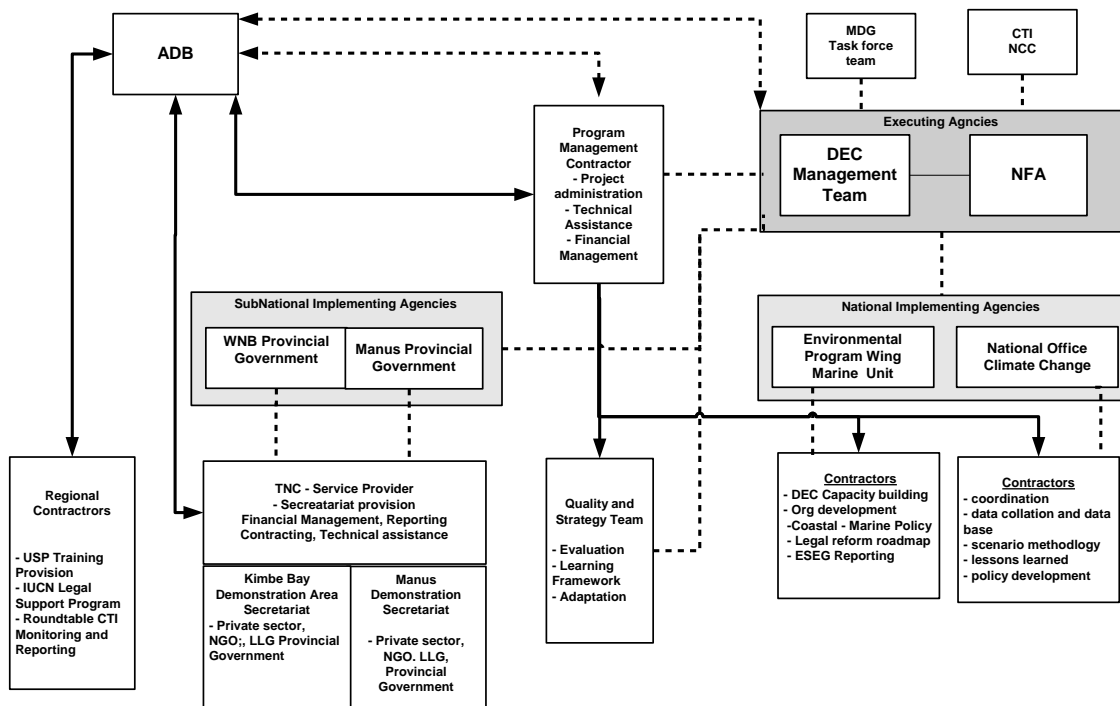 ADB
MDG
Task force
team
CTI
NCC
Program
Management
Contractor
- Project
administration
- Technical
Assistance
- Financial
Management
Executing Agncies
DEC
Management
Team
NFA
SubNational Implementing Agencies
WNB Provincial
Government
Manus Provincial
Government
National Implementing Agencies
Environmental
Program Wing
Marine Unit
National Office
Climate Change
Regional
Contractrors
- USP Training
Provision
- IUCN Legal
Support Program
- Roundtable CTI
Monitoring and
Reporting
TNC - Service Provider
- Secreatariat provision
Financial Management, Reporting
Contracting, Technical assistance
Kimbe Bay
Demonstration Area
Secretariat
- Private sector,
NGO;, LLG Provincial
Government
Manus
Demonstration
Secretariat
- Private sector,
NGO. LLG,
Provincial
Government
Quality and
Strategy Team
- Evaluation
- Learning
Framework
- Adaptation
Contractors
- DEC Capacity building
- Org development
-Coastal - Marine Policy
- Legal reform roadmap
- ESEG Reporting
Contractors
- coordination
- data collation and data
base
- scenario methodlogy
- lessons learned
- policy development